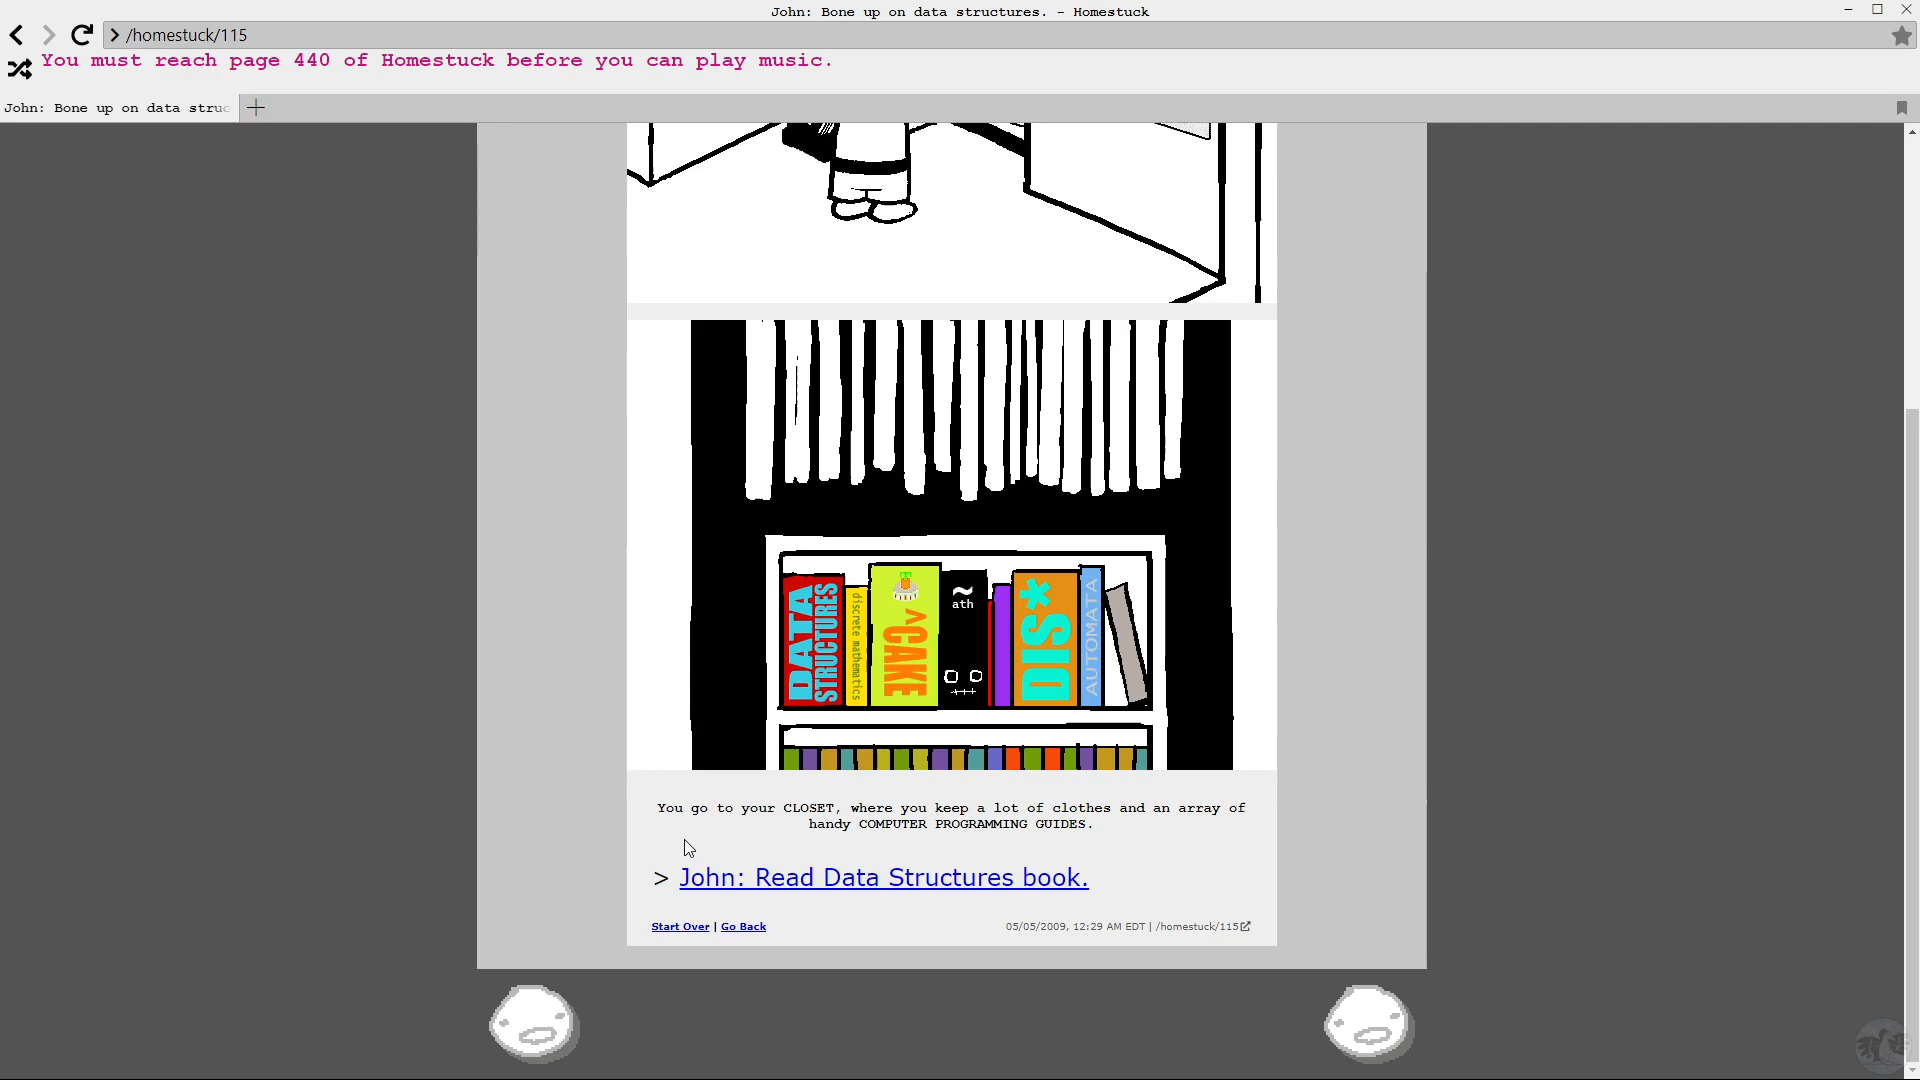 John: Bone up on data structures. – Homestuck
/homestuck/115
You must reach page 440 of Homestuck before you can play music.
John: Bone up on data struc
DATA
STRUCTURES
discrete mathematics
^CAKE
~
ath
DIS*
AUTOMATA
You go to your CLOSET, where you keep a lot of clothes and an array of
handy COMPUTER PROGRAMMING GUIDES.
> John: Read Data Structures book.
Start Over | Go Back
05/05/2009, 12:29 AM EDT | /homestuck/115